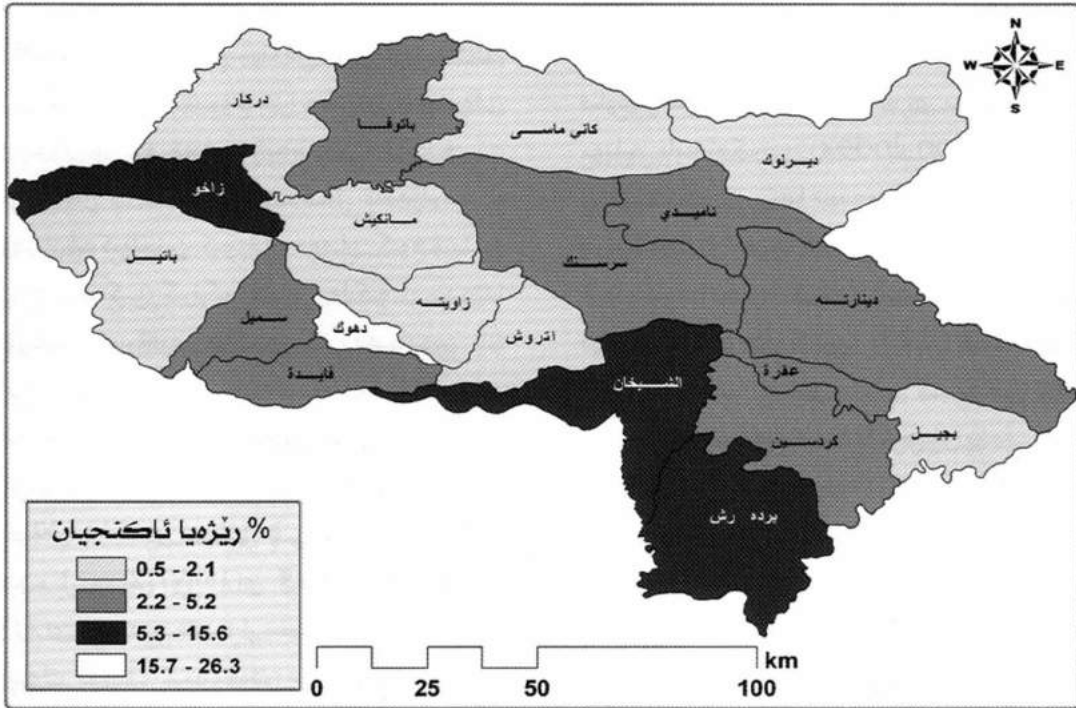 N
W E
S
دركار
باتوفا
كاني ماسى
ديرلوك
زاخو
ئاميدي
مانكيش
باتيل
سرسنك
دينارته
زاويته
سميل
دهوك
اتروش
فايدة
الشيخان
عقرة
بجيل
كردسين
برده رش
% رێژەیا ئاكنجیان
0.5 - 2.1
2.2 - 5.2
5.3 - 15.6
15.7 - 26.3
km
0 25 50 100